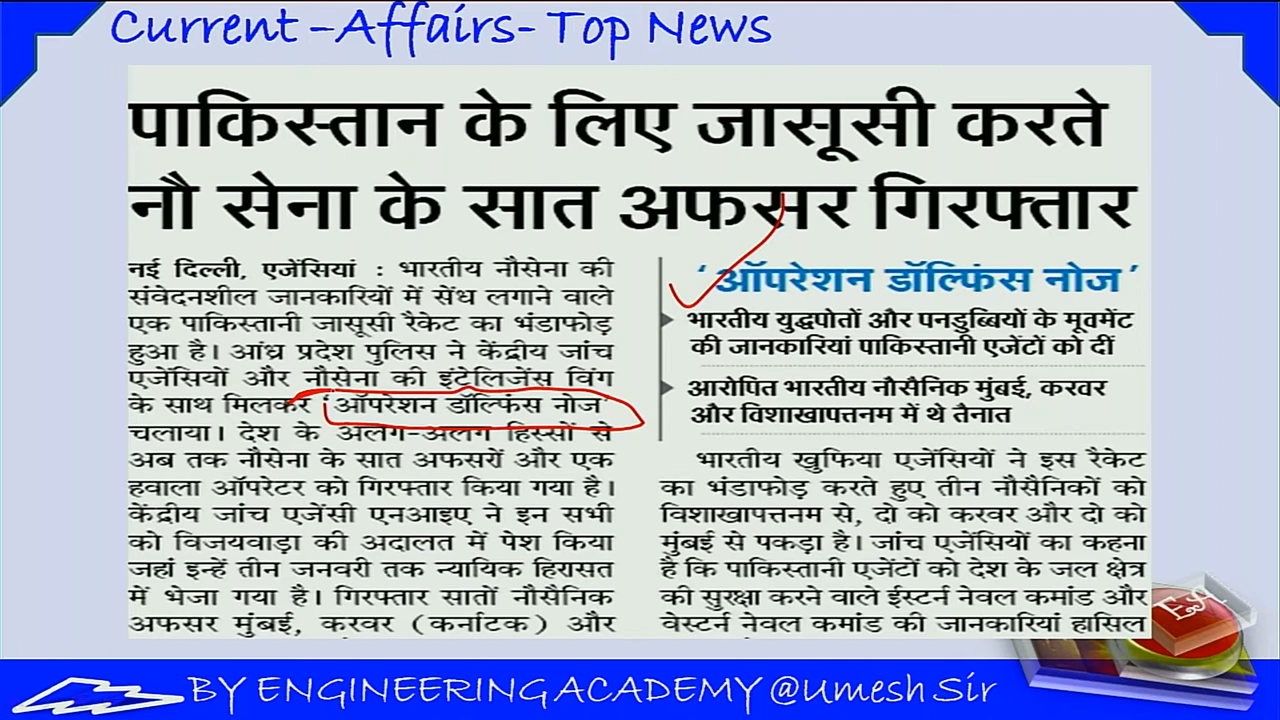 Current-Affairs-Top News
पाकिस्तान के लिए जासूसी करते
नौ सेना के सात अफसर गिरफ्तार
नई दिल्ली, एजेंसियां : भारतीय नौसेना की
संवेदनशील जानकारियों में सेंध लगाने वाले
एक पाकिस्तानी जासूसी रैकेट का भंडाफोड़
हुआ है। आंध्र प्रदेश पुलिस ने केंद्रीय जांच
एजेंसियों और नौसेना की इंटेलिजेंस विंग
के साथ मिलकर 'ऑपरेशन डॉल्फिंस नोज'
चलाया। देश के अलग-अलग हिस्सों से
अब तक नौसेना के सात अफसरों और एक
हवाला ऑपरेटर को गिरफ्तार किया गया है।
केंद्रीय जांच एजेंसी एनआइए ने इन सभी
को विजयवाड़ा की अदालत में पेश किया
जहां इन्हें तीन जनवरी तक न्यायिक हिरासत
में भेजा गया है। गिरफ्तार सातों नौसैनिक
अफसर मुंबई, करवर (कर्नाटक) और
'ऑपरेशन डॉल्फिंस नोज'
भारतीय युद्धपोतों और पनडुब्बियों के मूवमेंट
की जानकारियां पाकिस्तानी एजेंटों को दीं
आरोपित भारतीय नौसैनिक मुंबई, करवर
और विशाखापत्तनम में थे तैनात
भारतीय खुफिया एजेंसियों ने इस रैकेट
का भंडाफोड़ करते हुए तीन नौसैनिकों को
विशाखापत्तनम से, दो को करवर और दो को
मुंबई से पकड़ा है। जांच एजेंसियों का कहना
है कि पाकिस्तानी एजेंटों को देश के जल क्षेत्र
की सुरक्षा करने वाले ईस्टर्न नेवल कमांड और
वेस्टर्न नेवल कमांड की जानकारियां हासिल
E.A
BY ENGINEERING ACADEMY @Umesh Sir